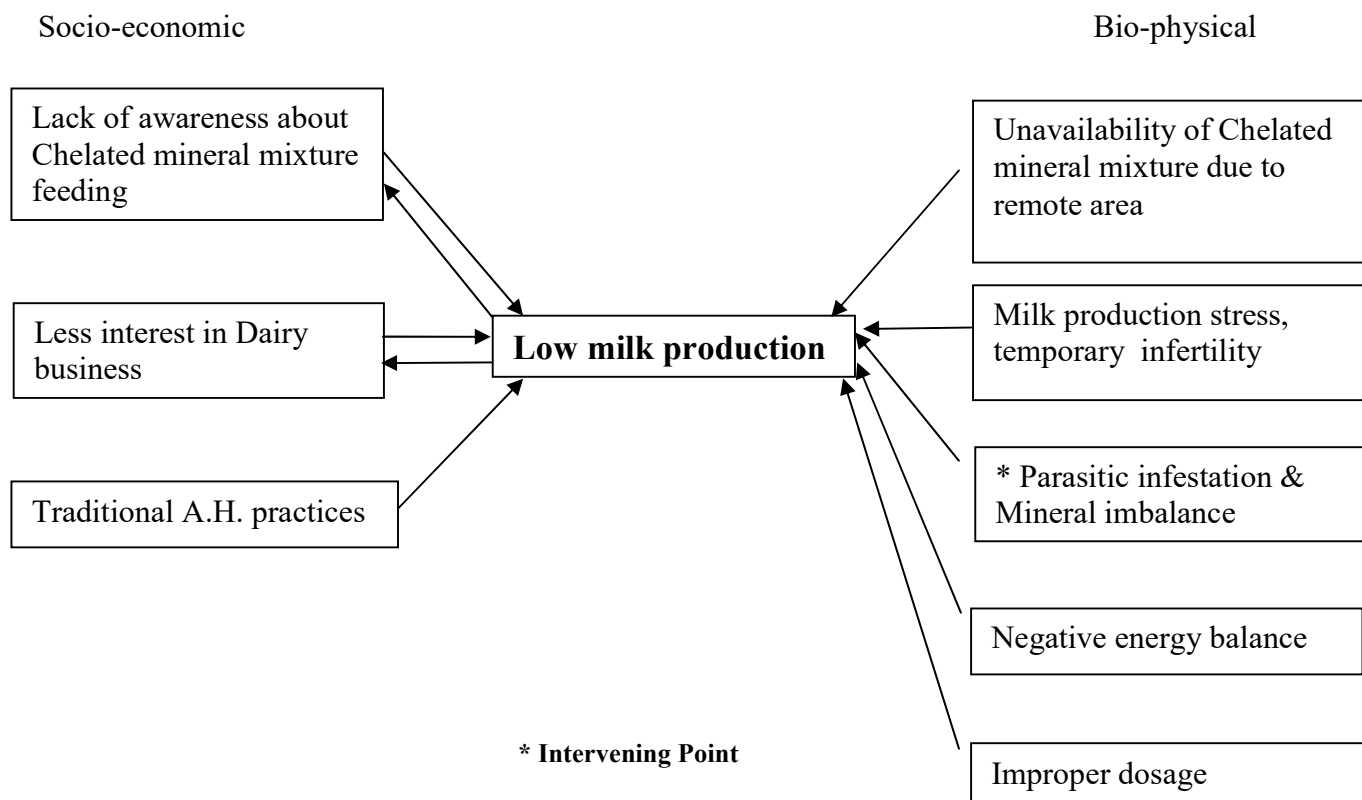 Socio-economic
Bio-physical
Lack of awareness about
Chelated mineral mixture
feeding
Unavailability of Chelated
mineral mixture due to
remote area
Less interest in Dairy
business
Low milk production
Milk production stress,
temporary infertility
Traditional A.H. practices
* Parasitic infestation &
Mineral imbalance
Negative energy balance
* Intervening Point
Improper dosage